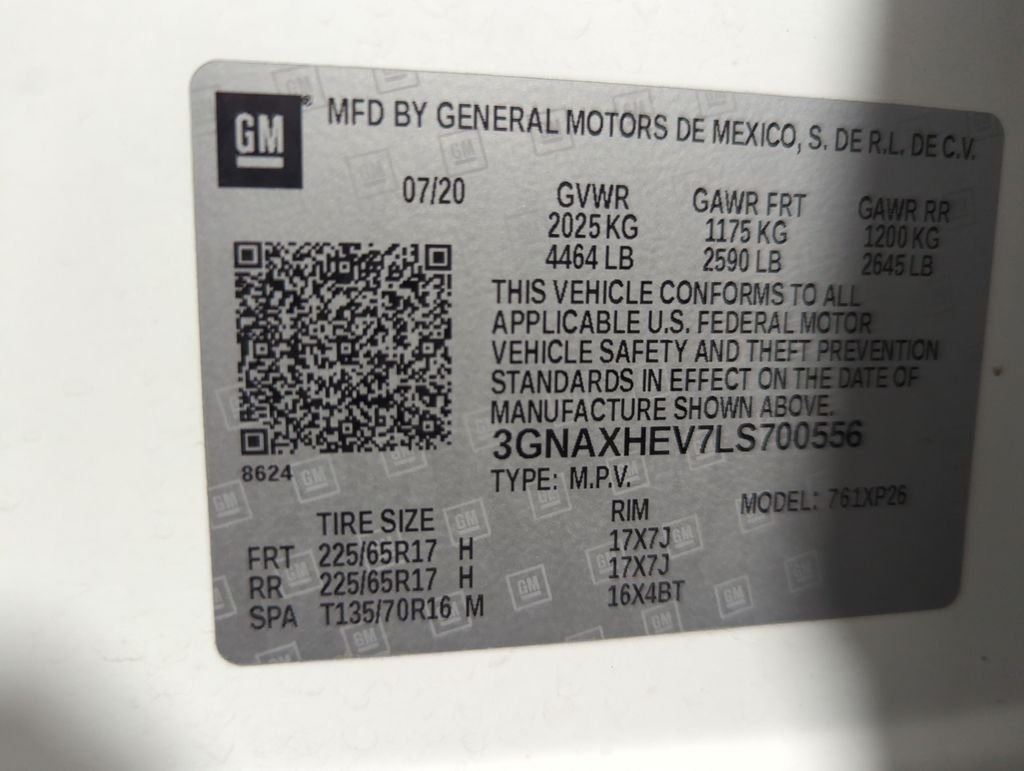 GM ® MFD BY GENERAL MOTORS DE MEXICO, S. DE R.L. DE C.V.
07/20 GVWR GAWR FRT GAWR RR
2025 KG 1175 KG 1200 KG
4464 LB 2590 LB 2645 LB
THIS VEHICLE CONFORMS TO ALL
APPLICABLE U.S. FEDERAL MOTOR
VEHICLE SAFETY AND THEFT PREVENTION
STANDARDS IN EFFECT ON THE DATE OF
MANUFACTURE SHOWN ABOVE.
3GNAXHEV7LS700556
8624
TYPE: M.P.V. MODEL: 761XP26
TIRE SIZE RIM
FRT 225/65R17 H 17X7J
RR 225/65R17 H 17X7J
SPA T135/70R16 M 16X4BT